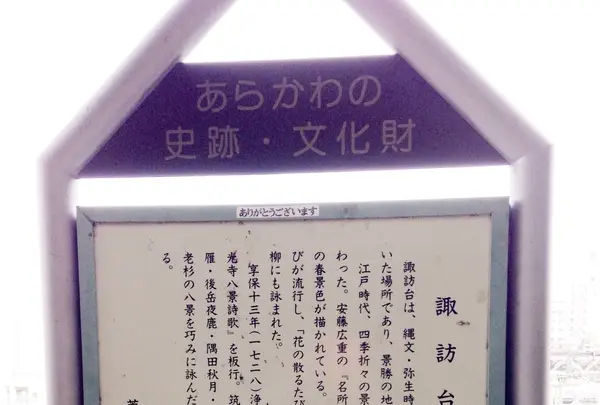 あらかわの
史跡・文化財
ありがとうございます
諏訪台
諏訪台は、縄文・弥生時
いた場所であり、景勝の地
江戸時代、四季折々の景
わった。安藤広重の『名所
の春景色が描かれている。
びが流行し、「花の散るたび
柳にも詠まれた。
享保十三年(一七二八)浄
光寺八景詩歌』を板行。筑
雁・後岳夜鹿・隅田秋月・
老杉の八景を巧みに詠んだ
る。